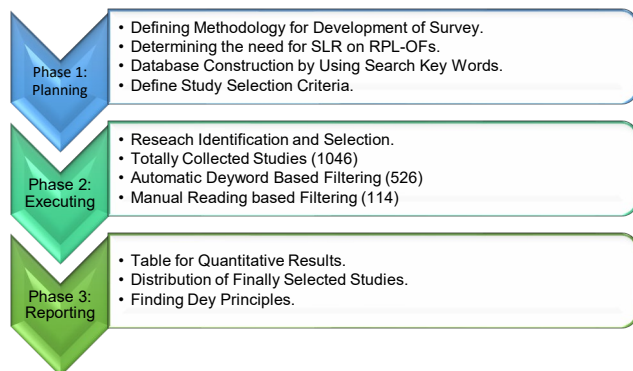 Phase 1:
Planning
• Defining Methodology for Development of Survey.
• Determining the need for SLR on RPL-OFs.
• Database Construction by Using Search Key Words.
• Define Study Selection Criteria.
Phase 2:
Executing
• Reseach Identification and Selection.
• Totally Collected Studies (1046)
• Automatic Deyword Based Filtering (526)
• Manual Reading based Filtering (114)
Phase 3:
Reporting
• Table for Quantitative Results.
• Distribution of Finally Selected Studies.
• Finding Dey Principles.